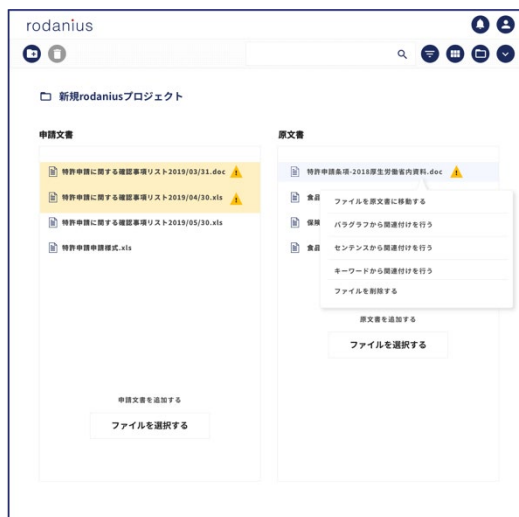 rodanius
新規rodaniusプロジェクト
申請文書
特許申請に関する確認事項リスト2019/03/31.doc
特許申請に関する確認事項リスト2019/04/30.xls
特許申請に関する確認事項リスト2019/05/30.xls
特許申請申請様式.xls
申請文書を追加する
ファイルを選択する
原文書
特許申請条項-2018厚生労働省内資料.doc
食品
保険
食品
ファイルを原文書に移動する
パラグラフから関連付けを行う
センテンスから関連付けを行う
キーワードから関連付けを行う
ファイルを削除する
原文書を追加する
ファイルを選択する